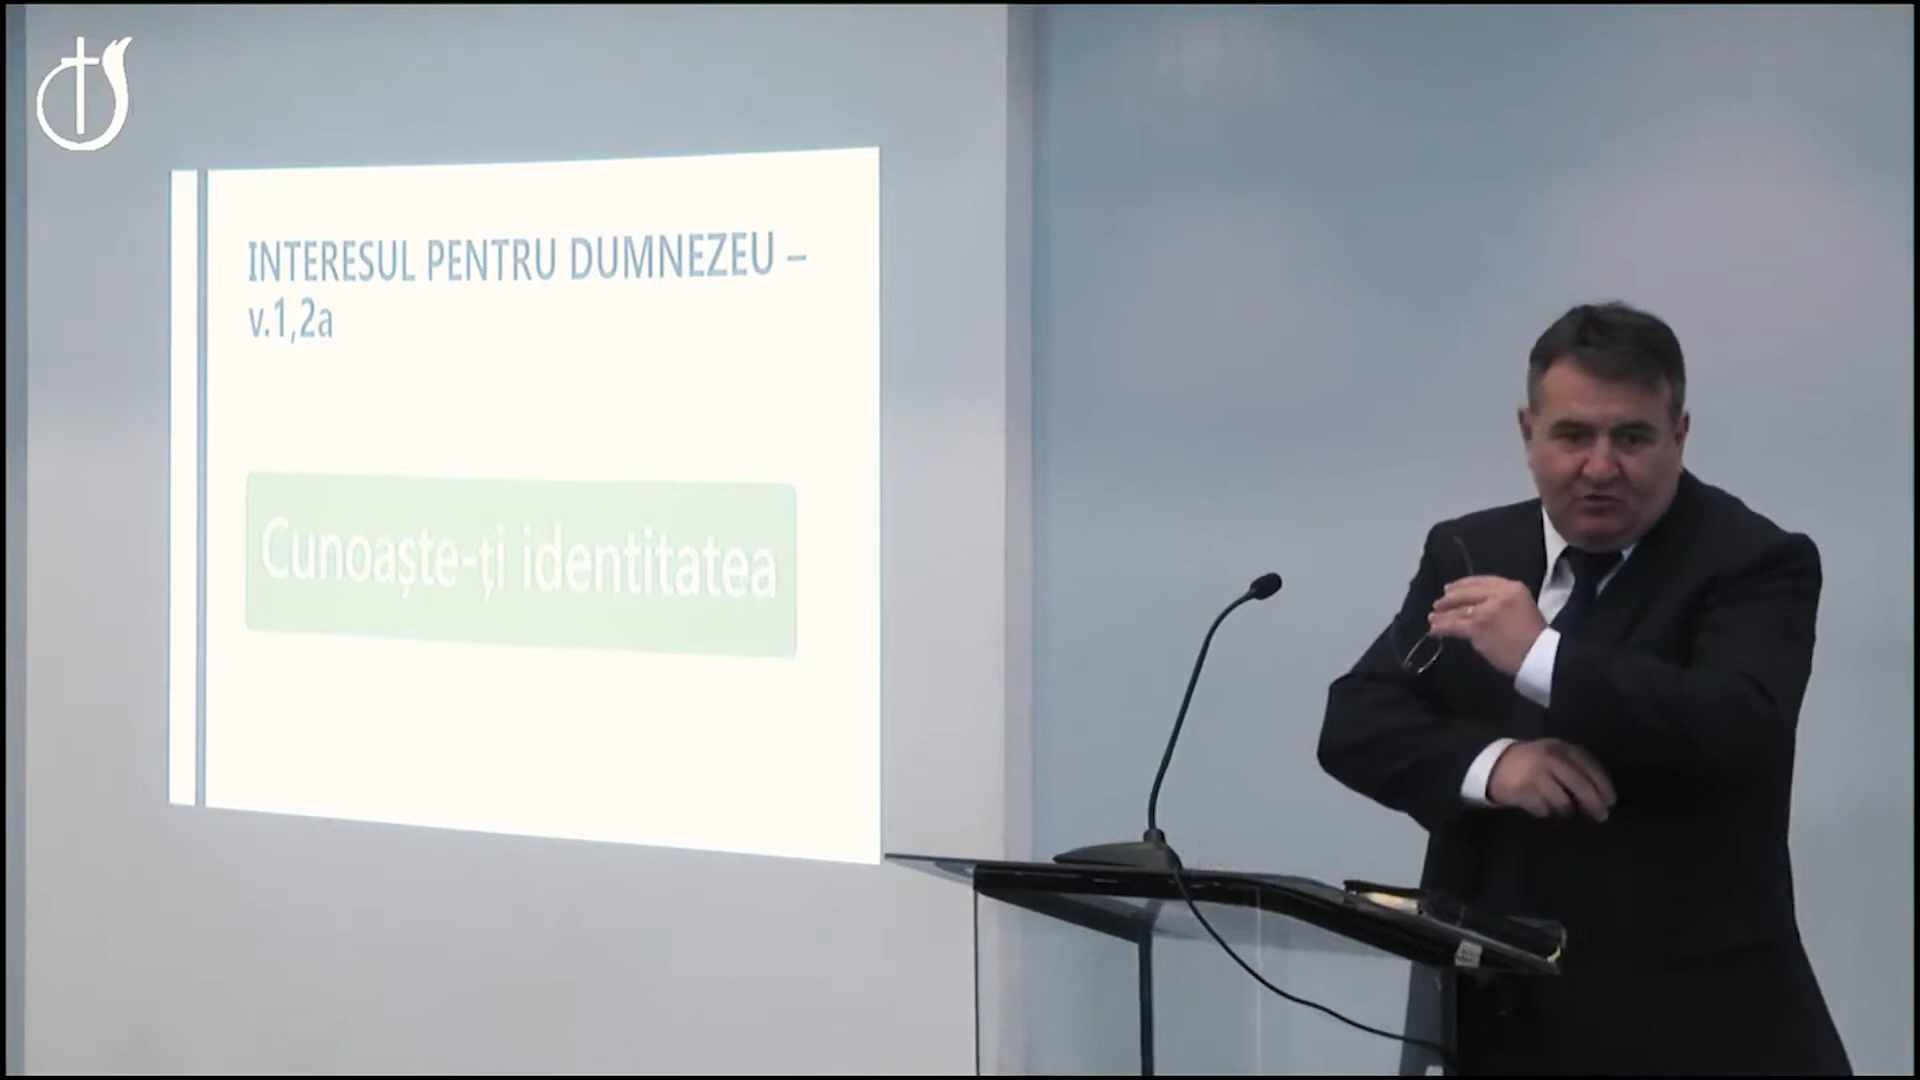 INTERESUL PENTRU DUMNEZEU –
v.1,2a
Cunoaște-ți identitatea